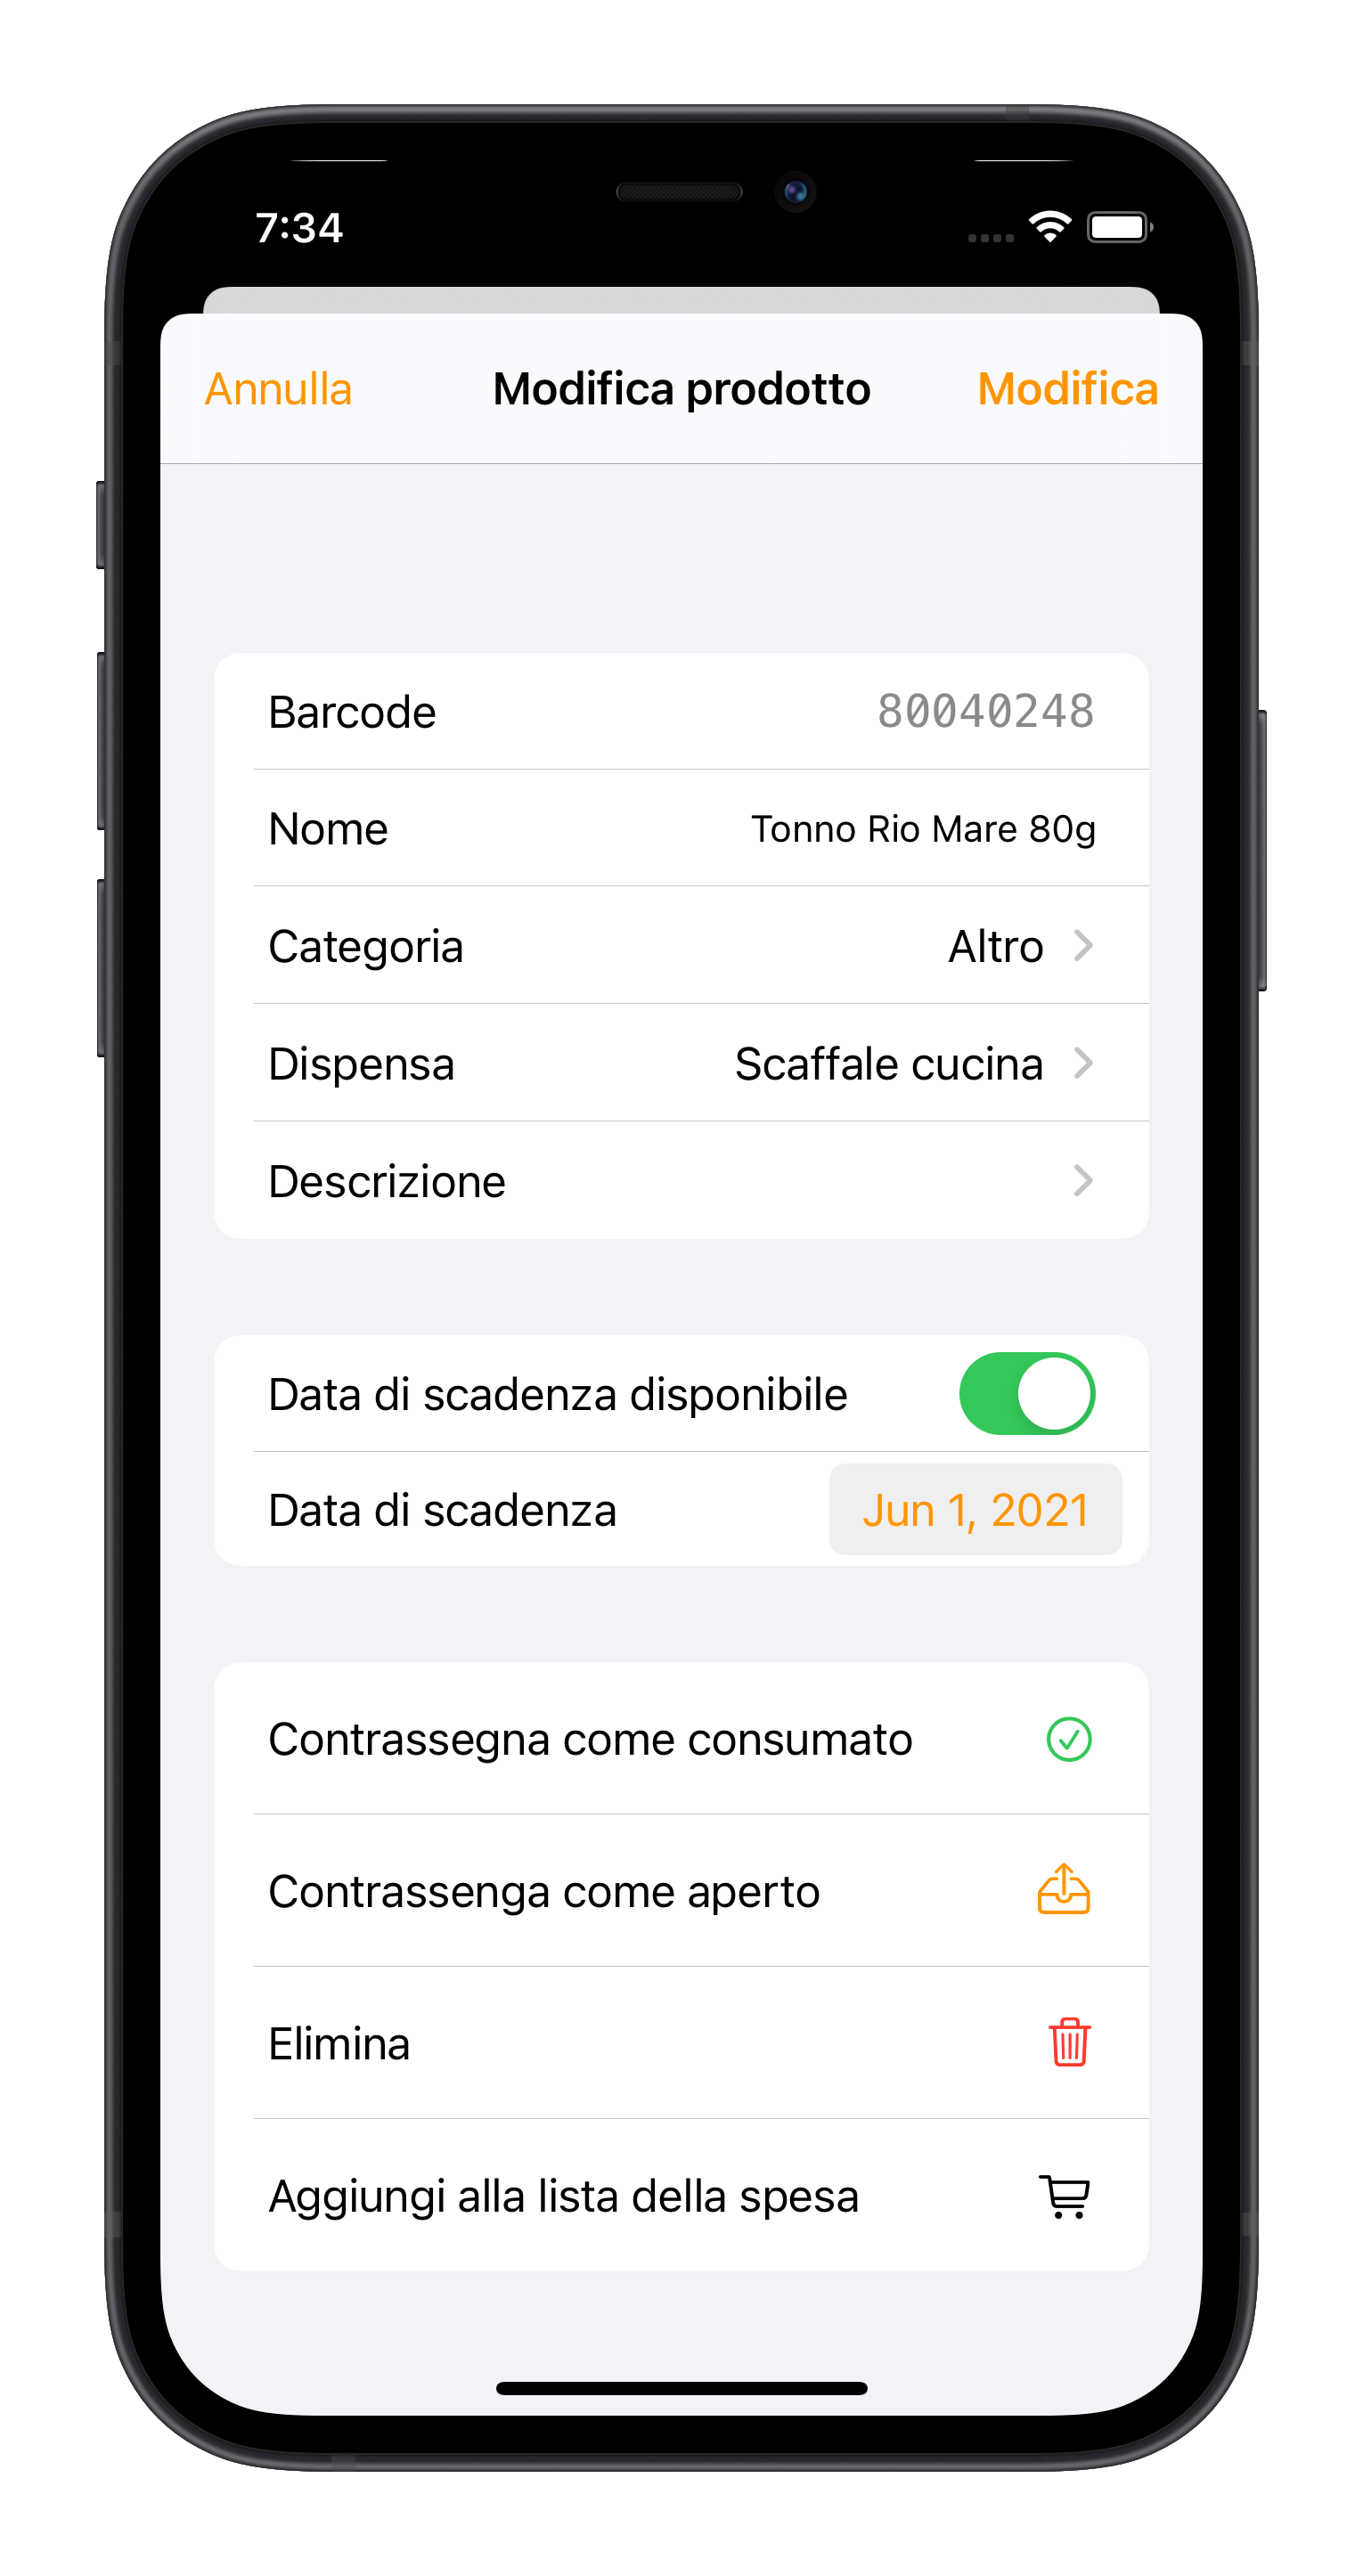 7:34
Annulla Modifica prodotto Modifica
Barcode 80040248
Nome Tonno Rio Mare 80g
Categoria Altro
Dispensa Scaffale cucina
Descrizione
Data di scadenza disponibile
Data di scadenza Jun 1, 2021
Contrassegna come consumato
Contrassenga come aperto
Elimina
Aggiungi alla lista della spesa